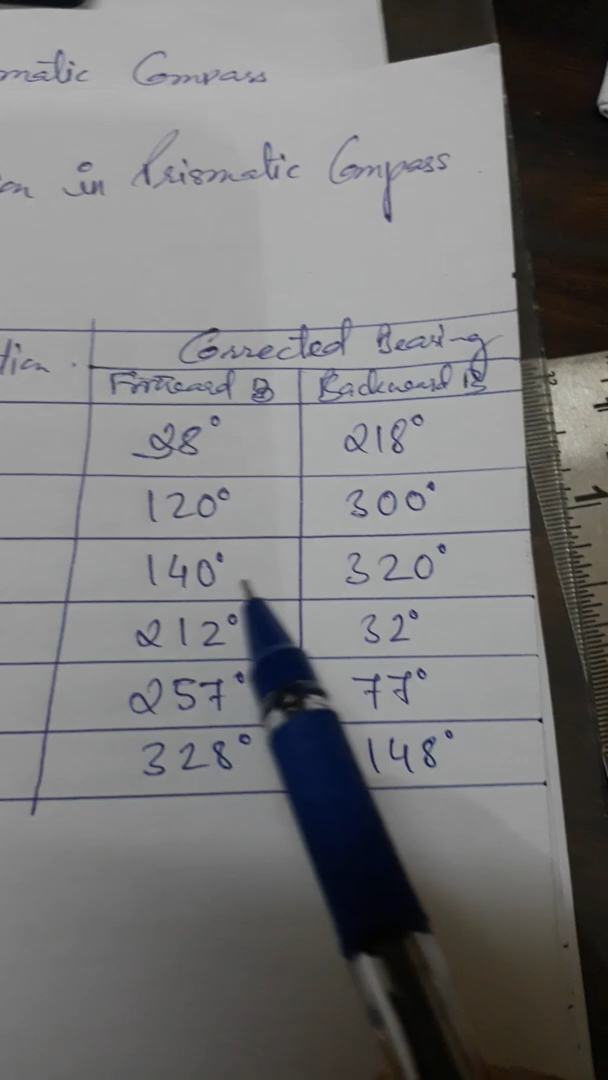 matic Compass
on in Prismatic Compass
tion. Corrected Bearing
Forward B Backward B
38° 218°
120° 300°
140° 320°
212° 32°
257° 77°
328° 148°